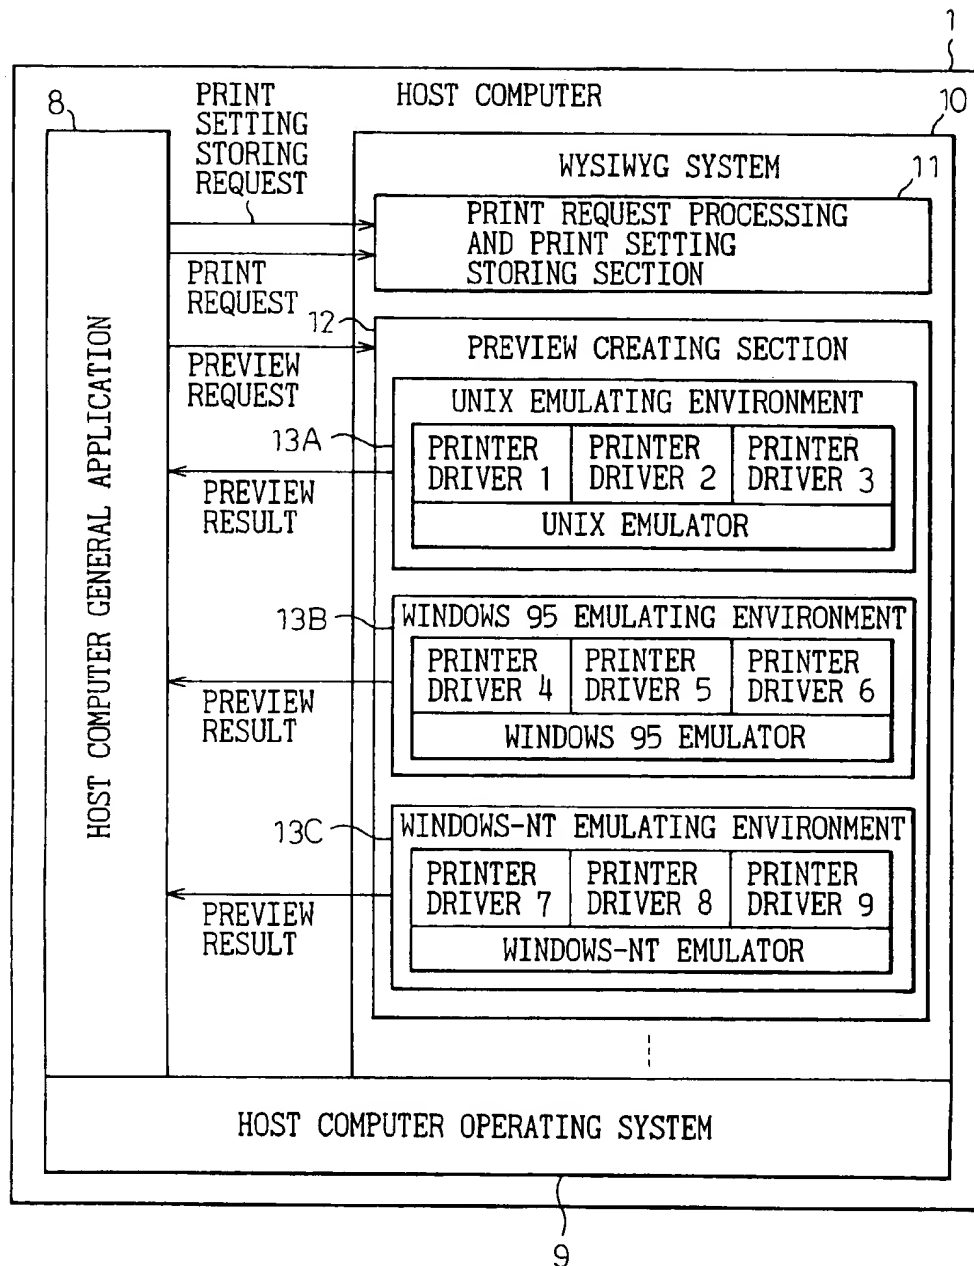 1
HOST COMPUTER
8
PRINT
SETTING
STORING
REQUEST
10
WYSIWYG SYSTEM
11
PRINT REQUEST PROCESSING
AND PRINT SETTING
STORING SECTION
PRINT
REQUEST
12
PREVIEW CREATING SECTION
PREVIEW
REQUEST
UNIX EMULATING ENVIRONMENT
13A
PRINTER
DRIVER 1
PRINTER
DRIVER 2
PRINTER
DRIVER 3
UNIX EMULATOR
PREVIEW
RESULT
HOST COMPUTER GENERAL APPLICATION
13B
WINDOWS 95 EMULATING ENVIRONMENT
PRINTER
DRIVER 4
PRINTER
DRIVER 5
PRINTER
DRIVER 6
WINDOWS 95 EMULATOR
PREVIEW
RESULT
13C
WINDOWS-NT EMULATING ENVIRONMENT
PRINTER
DRIVER 7
PRINTER
DRIVER 8
PRINTER
DRIVER 9
WINDOWS-NT EMULATOR
PREVIEW
RESULT
HOST COMPUTER OPERATING SYSTEM
9